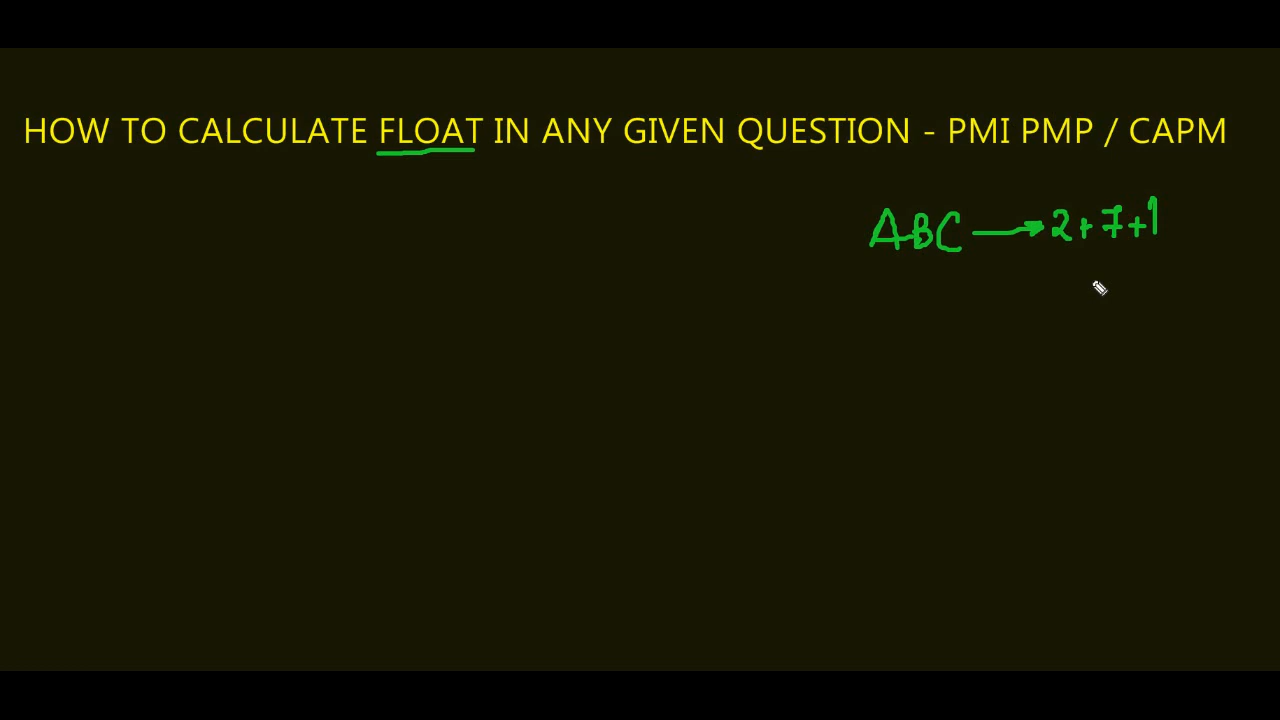 HOW TO CALCULATE FLOAT IN ANY GIVEN QUESTION - PMI PMP / CAPM
ABC → 2+7+1